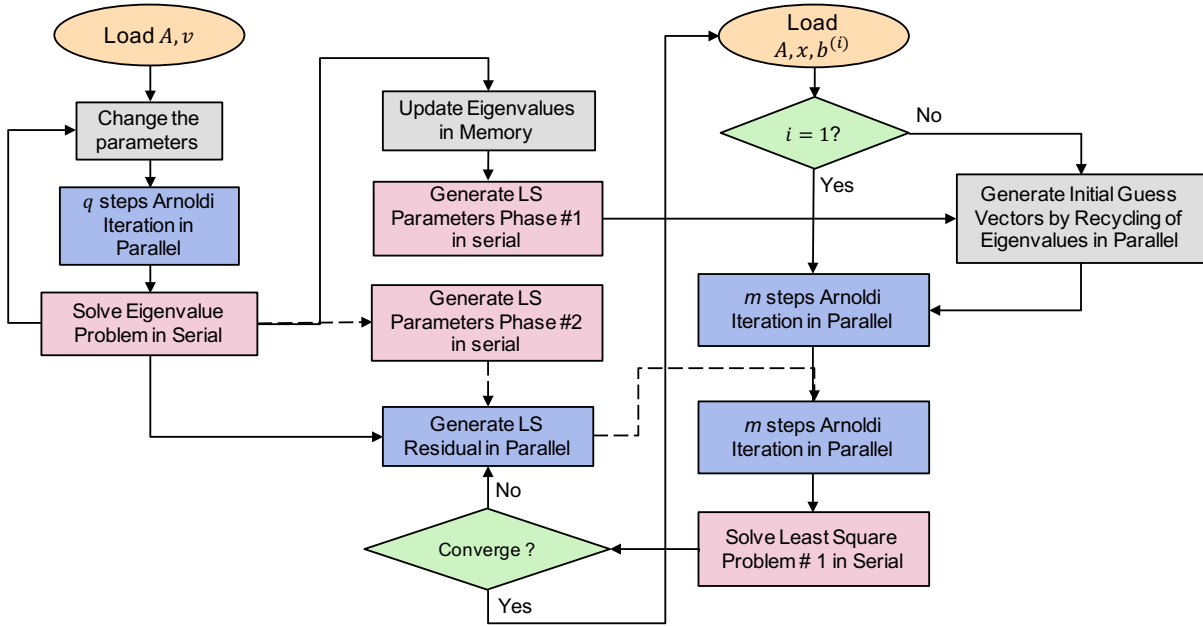 Load A, v
Change the
parameters
q steps Arnoldi
Iteration in
Parallel
Solve Eigenvalue
Problem in Serial
Update Eigenvalues
in Memory
Generate LS
Parameters Phase #1
in serial
Generate LS
Parameters Phase #2
in serial
Generate LS
Residual in Parallel
No
Converge ?
Yes
Load
A, x, b⁽ⁱ⁾
i = 1?
No
Yes
Generate Initial Guess
Vectors by Recycling of
Eigenvalues in Parallel
m steps Arnoldi
Iteration in Parallel
m steps Arnoldi
Iteration in Parallel
Solve Least Square
Problem # 1 in Serial